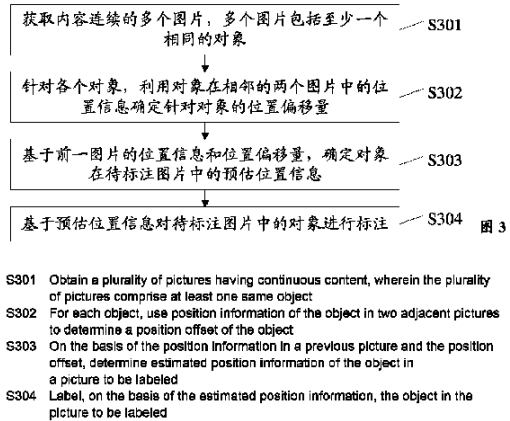 获取内容连续的多个图片，多个图片包括至少一个
相同的对象
S301
针对各个对象，利用对象在相邻的两个图片中的位
置信息确定针对对象的位置偏移量
S302
基于前一图片的位置信息和位置偏移量，确定对象
在待标注图片中的预估位置信息
S303
基于预估位置信息对待标注图片中的对象进行标注
S304
图 3
S301 Obtain a plurality of pictures having continuous content, wherein the plurality
of pictures comprise at least one same object
S302 For each object, use position information of the object in two adjacent pictures
to determine a position offset of the object
S303 On the basis of the position information in a previous picture and the position
offset, determine estimated position information of the object in
a picture to be labeled
S304 Label, on the basis of the estimated position information, the object in the
picture to be labeled